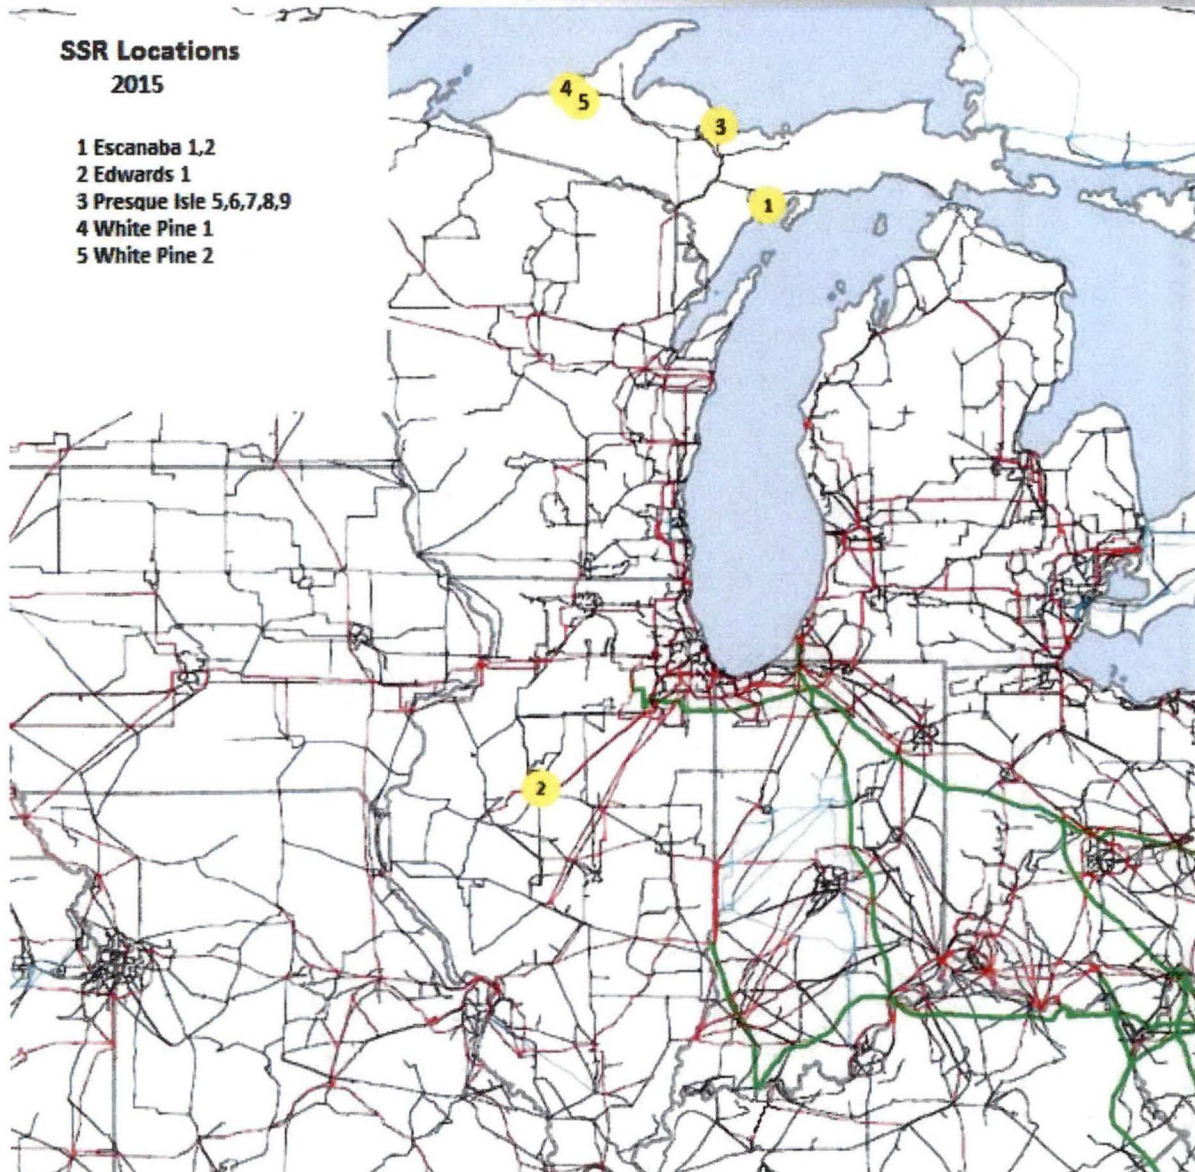 SSR Locations
2015
1 Escanaba 1,2
2 Edwards 1
3 Presque Isle 5,6,7,8,9
4 White Pine 1
5 White Pine 2
4
5
3
1
2